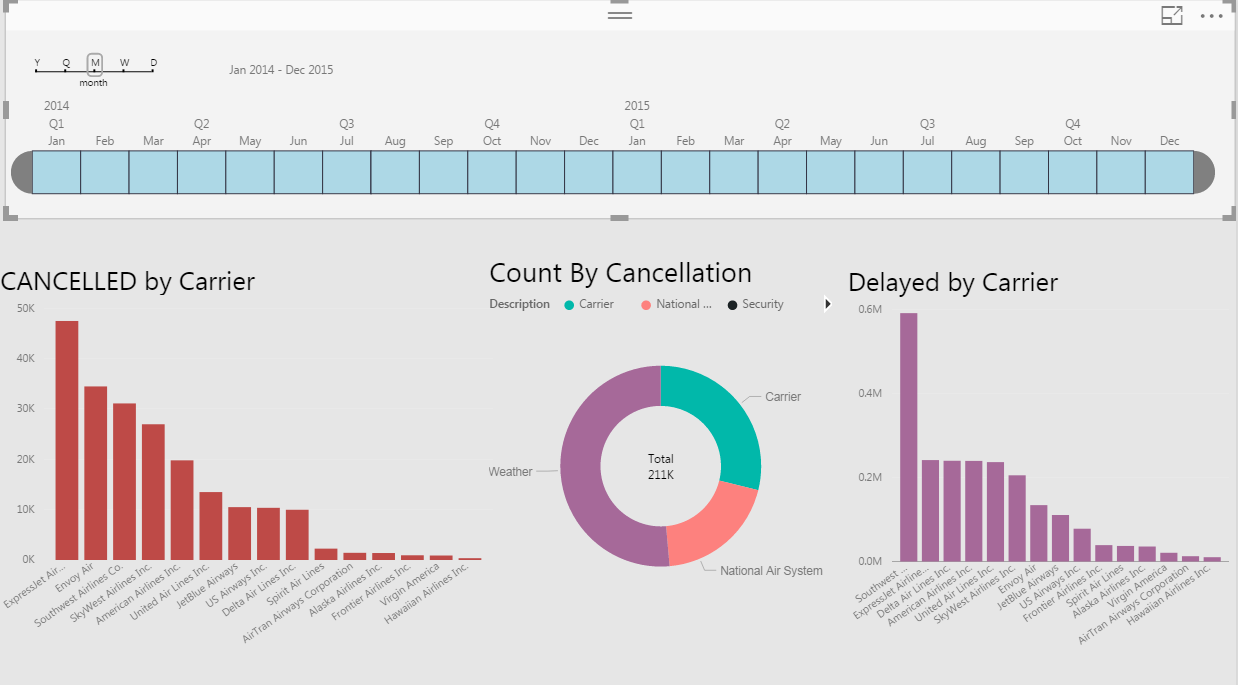 Y Q M W D
month
Jan 2014 - Dec 2015
2014 2015
Q1 Q2 Q3 Q4 Q1 Q2 Q3 Q4
Jan Feb Mar Apr May Jun Jul Aug Sep Oct Nov Dec Jan Feb Mar Apr May Jun Jul Aug Sep Oct Nov Dec
CANCELLED by Carrier
50K
40K
30K
20K
10K
0K
ExpressJet Air...
Envoy Air
Southwest Airlines Co.
SkyWest Airlines Inc.
American Airlines Inc.
United Air Lines Inc.
JetBlue Airways
US Airways Inc.
Delta Air Lines Inc.
Spirit Air Lines
AirTran Airways Corporation
Alaska Airlines Inc.
Frontier Airlines Inc.
Virgin America
Hawaiian Airlines Inc.
Count By Cancellation
Description Carrier National ... Security
Carrier
Weather
Total
211K
National Air System
Delayed by Carrier
0.6M
0.4M
0.2M
0.0M
Southwest ...
ExpressJet Airline...
Delta Air Lines Inc.
American Airlines Inc.
United Air Lines Inc.
SkyWest Airlines Inc.
Envoy Air
JetBlue Airways
US Airways Inc.
Frontier Airlines Inc.
Spirit Air Lines
Alaska Airlines Inc.
Virgin America
AirTran Airways Corporation
Hawaiian Airlines Inc.